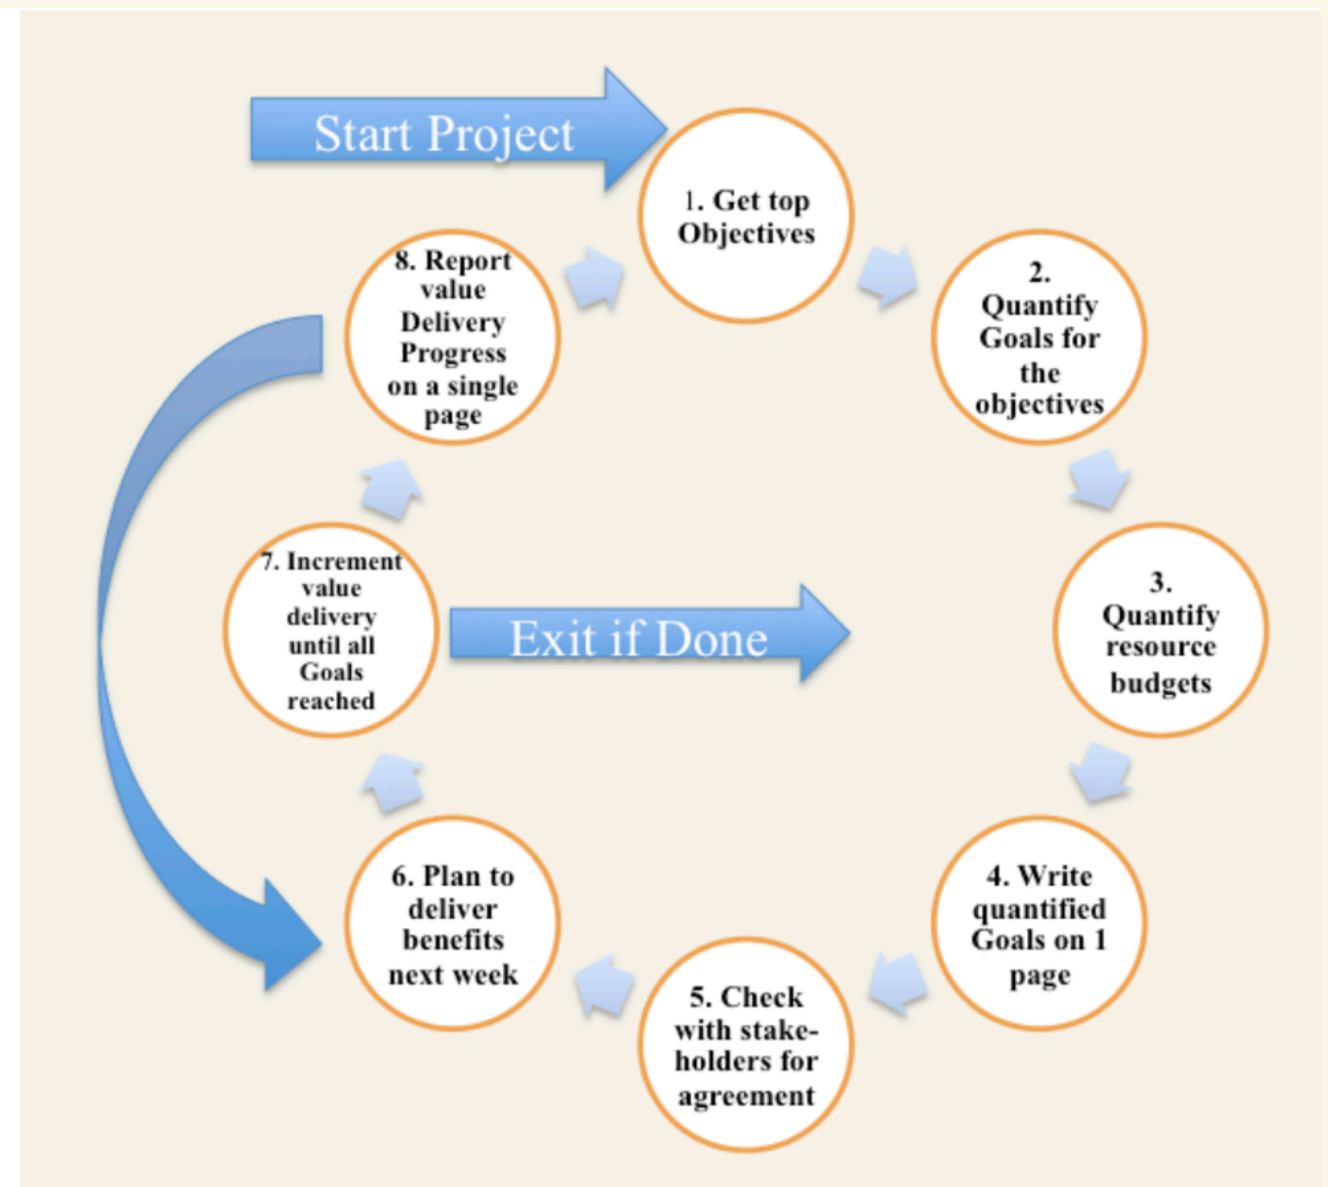 Start Project
1. Get top
Objectives
2.
Quantify
Goals for
the
objectives
3.
Quantify
resource
budgets
4. Write
quantified
Goals on 1
page
5. Check
with stake-
holders for
agreement
6. Plan to
deliver
benefits
next week
7. Increment
value
delivery
until all
Goals
reached
Exit if Done
8. Report
value
Delivery
Progress
on a single
page